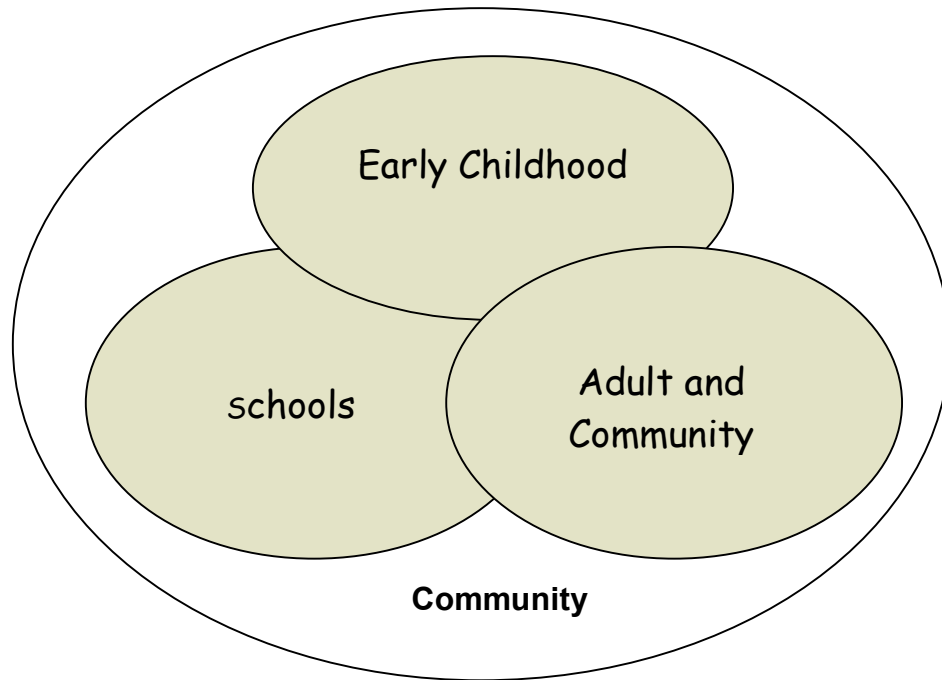 Early Childhood
schools
Adult and
Community
Community